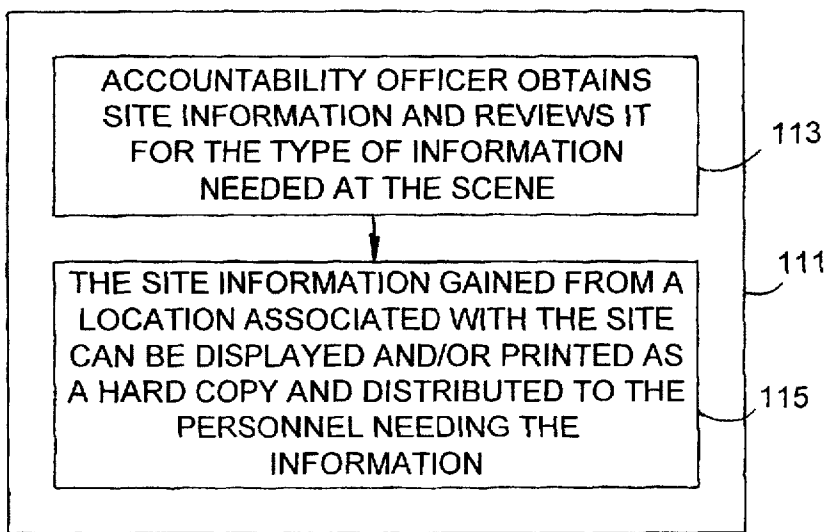 ACCOUNTABILITY OFFICER OBTAINS
SITE INFORMATION AND REVIEWS IT
FOR THE TYPE OF INFORMATION
NEEDED AT THE SCENE
113
THE SITE INFORMATION GAINED FROM A
LOCATION ASSOCIATED WITH THE SITE
CAN BE DISPLAYED AND/OR PRINTED AS
A HARD COPY AND DISTRIBUTED TO THE
PERSONNEL NEEDING THE
INFORMATION
111
115